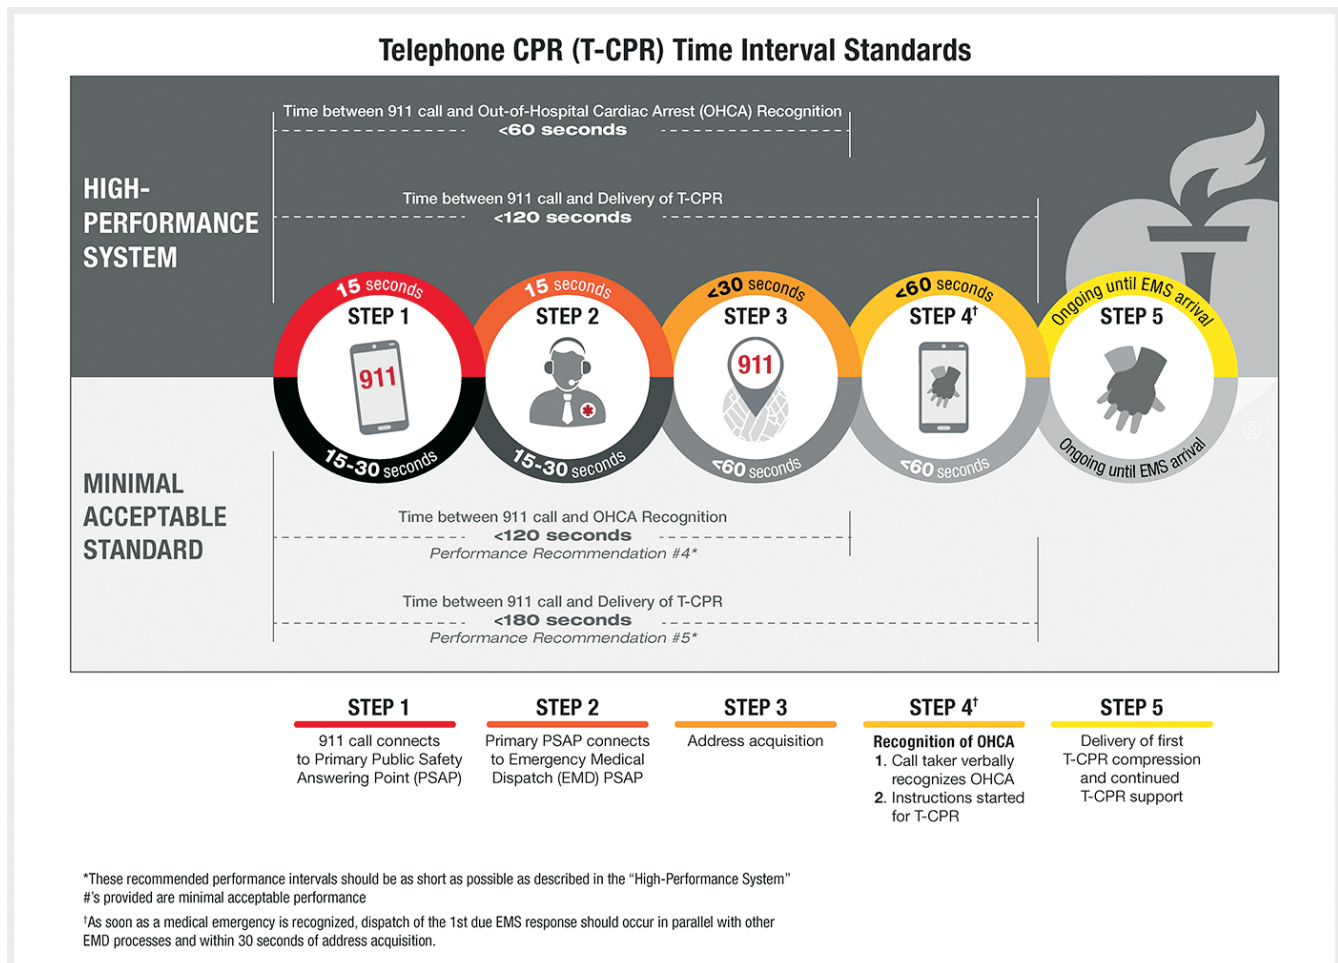 Telephone CPR (T-CPR) Time Interval Standards
Time between 911 call and Out-of-Hospital Cardiac Arrest (OHCA) Recognition
<60 seconds
HIGH-
PERFORMANCE
SYSTEM
Time between 911 call and Delivery of T-CPR
<120 seconds
15 seconds
STEP 1
911
15-30 seconds
15 seconds
STEP 2
15-30 seconds
<30 seconds
STEP 3
911
<60 seconds
<60 seconds
STEP 4†
<60 seconds
Ongoing until EMS arrival
STEP 5
Ongoing until EMS arrival
®
MINIMAL
ACCEPTABLE
STANDARD
Time between 911 call and OHCA Recognition
<120 seconds
Performance Recommendation #4*
Time between 911 call and Delivery of T-CPR
<180 seconds
Performance Recommendation #5*
STEP 1
911 call connects
to Primary Public Safety
Answering Point (PSAP)
STEP 2
Primary PSAP connects
to Emergency Medical
Dispatch (EMD) PSAP
STEP 3
Address acquisition
STEP 4†
Recognition of OHCA
1. Call taker verbally
recognizes OHCA
2. Instructions started
for T-CPR
STEP 5
Delivery of first
T-CPR compression
and continued
T-CPR support
*These recommended performance intervals should be as short as possible as described in the “High-Performance System”
#’s provided are minimal acceptable performance
†As soon as a medical emergency is recognized, dispatch of the 1st due EMS response should occur in parallel with other
EMD processes and within 30 seconds of address acquisition.